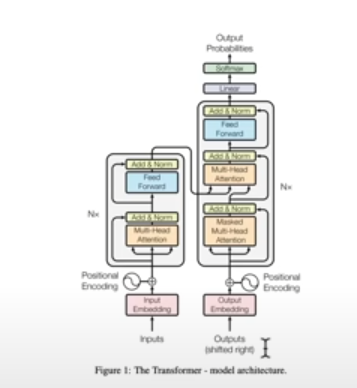 Output
Probabilities
Softmax
Linear
Add & Norm
Feed
Forward
Add & Norm
Multi-Head
Attention
Add & Norm
Masked
Multi-Head
Attention
Nx
Add & Norm
Feed
Forward
Add & Norm
Multi-Head
Attention
Nx
Positional
Encoding
Positional
Encoding
Input
Embedding
Output
Embedding
Inputs
Outputs
(shifted right)
Figure 1: The Transformer - model architecture.